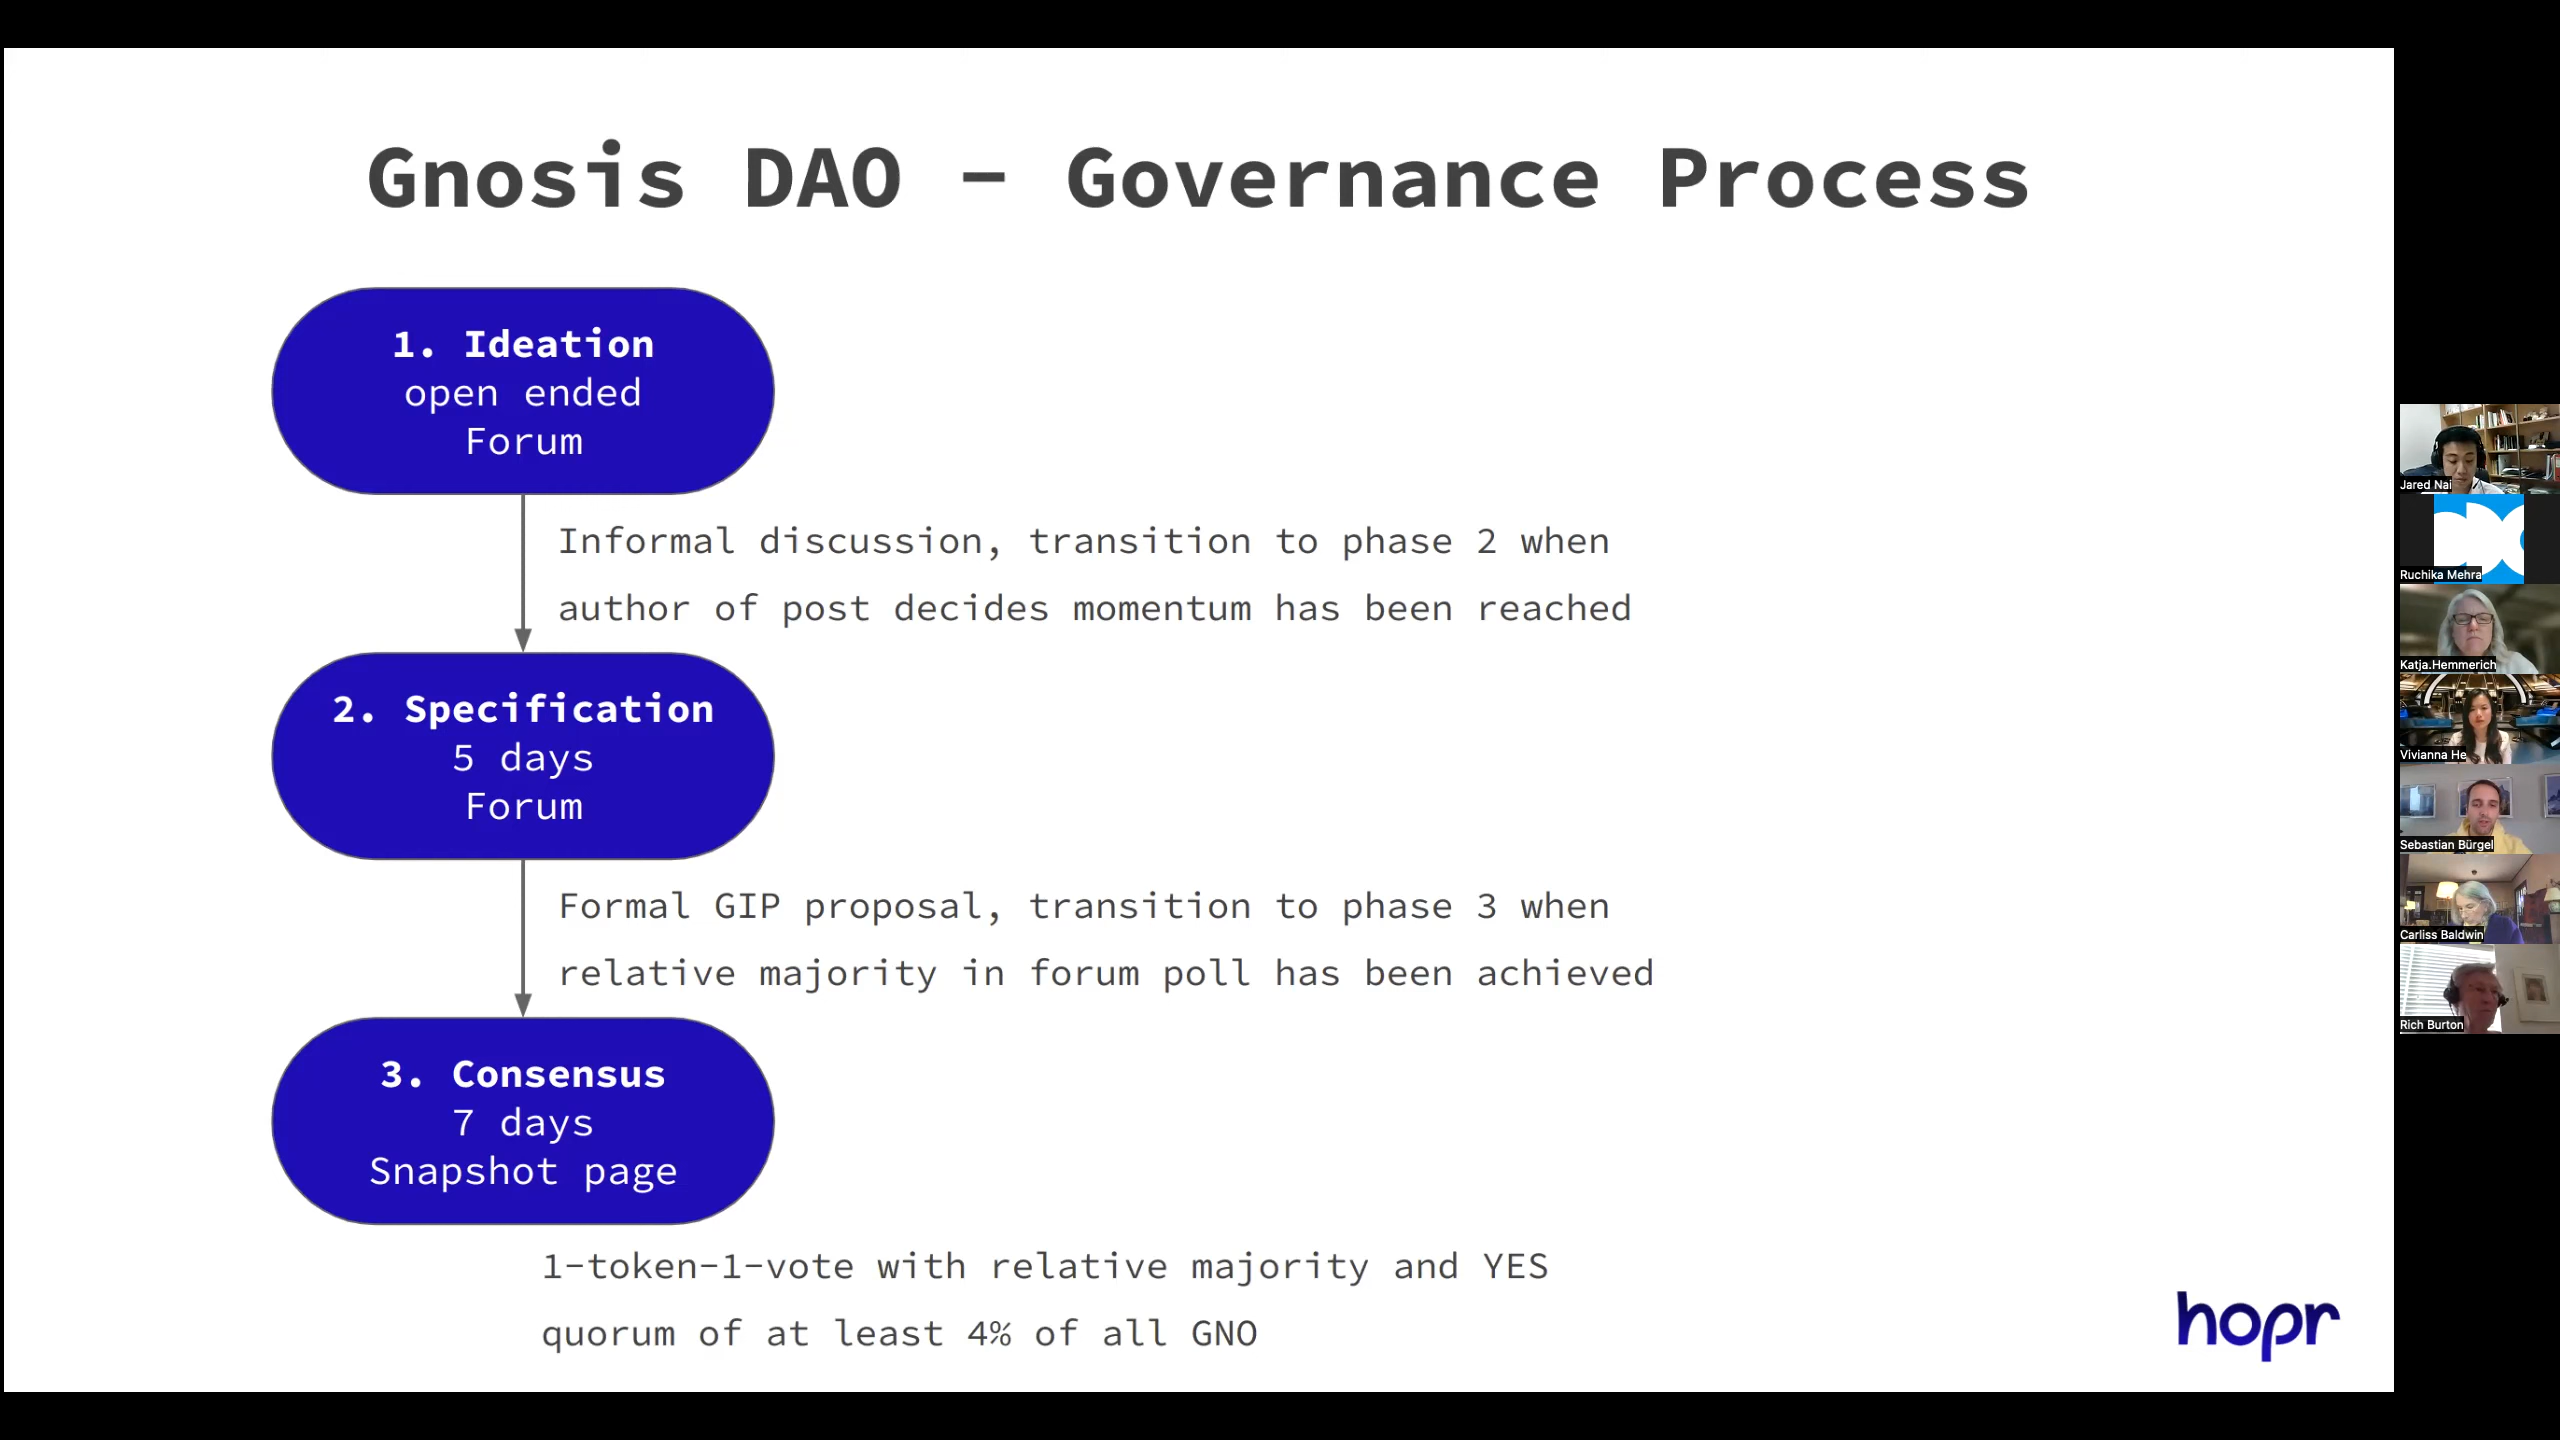 Gnosis DAO - Governance Process
1. Ideation
open ended
Forum
Informal discussion, transition to phase 2 when
author of post decides momentum has been reached
2. Specification
5 days
Forum
Formal GIP proposal, transition to phase 3 when
relative majority in forum poll has been achieved
3. Consensus
7 days
Snapshot page
1-token-1-vote with relative majority and YES
quorum of at least 4% of all GNO
hopr
Jared Nai
Ruchika Mehra
Katja.Hemmerich
Vivianna He
Sebastian Bürgel
Carliss Baldwin
Rich Burton